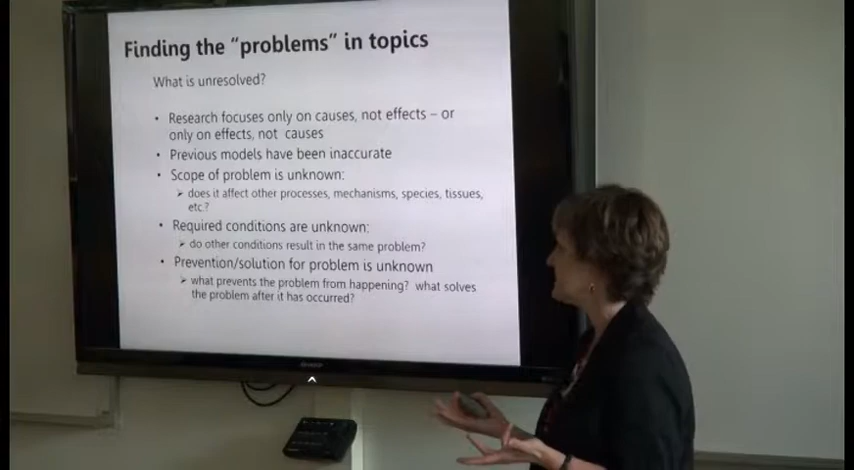 Finding the “problems” in topics
What is unresolved?
• Research focuses only on causes, not effects – or
only on effects, not causes
• Previous models have been inaccurate
• Scope of problem is unknown:
➢ does it affect other processes, mechanisms, species, tissues,
etc.?
• Required conditions are unknown:
➢ do other conditions result in the same problem?
• Prevention/solution for problem is unknown
➢ what prevents the problem from happening? what solves
the problem after it has occurred?